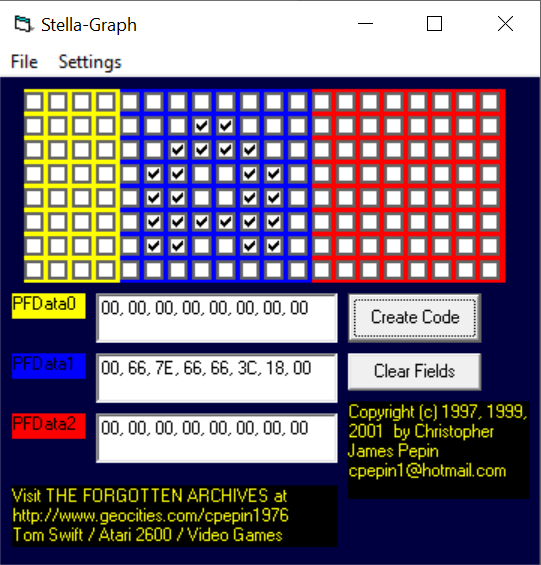 Stella-Graph
File Settings
PFData0
00, 00, 00, 00, 00, 00, 00, 00
Create Code
PFData1
00, 66, 7E, 66, 66, 3C, 18, 00
Clear Fields
PFData2
00, 00, 00, 00, 00, 00, 00, 00
Copyright (c) 1997, 1999,
2001 by Christopher
James Pepin
cpepin1@hotmail.com
Visit THE FORGOTTEN ARCHIVES at
http://www.geocities.com/cpepin1976
Tom Swift / Atari 2600 / Video Games